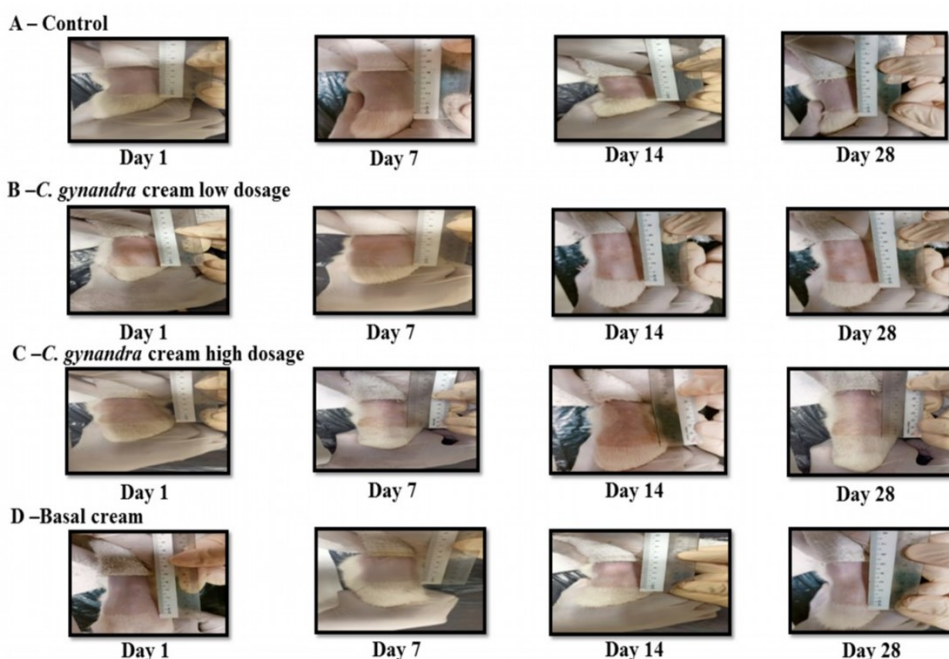 A – Control
Day 1 Day 7 Day 14 Day 28
B –C. gynandra cream low dosage
Day 1 Day 7 Day 14 Day 28
C –C. gynandra cream high dosage
Day 1 Day 7 Day 14 Day 28
D –Basal cream
Day 1 Day 7 Day 14 Day 28